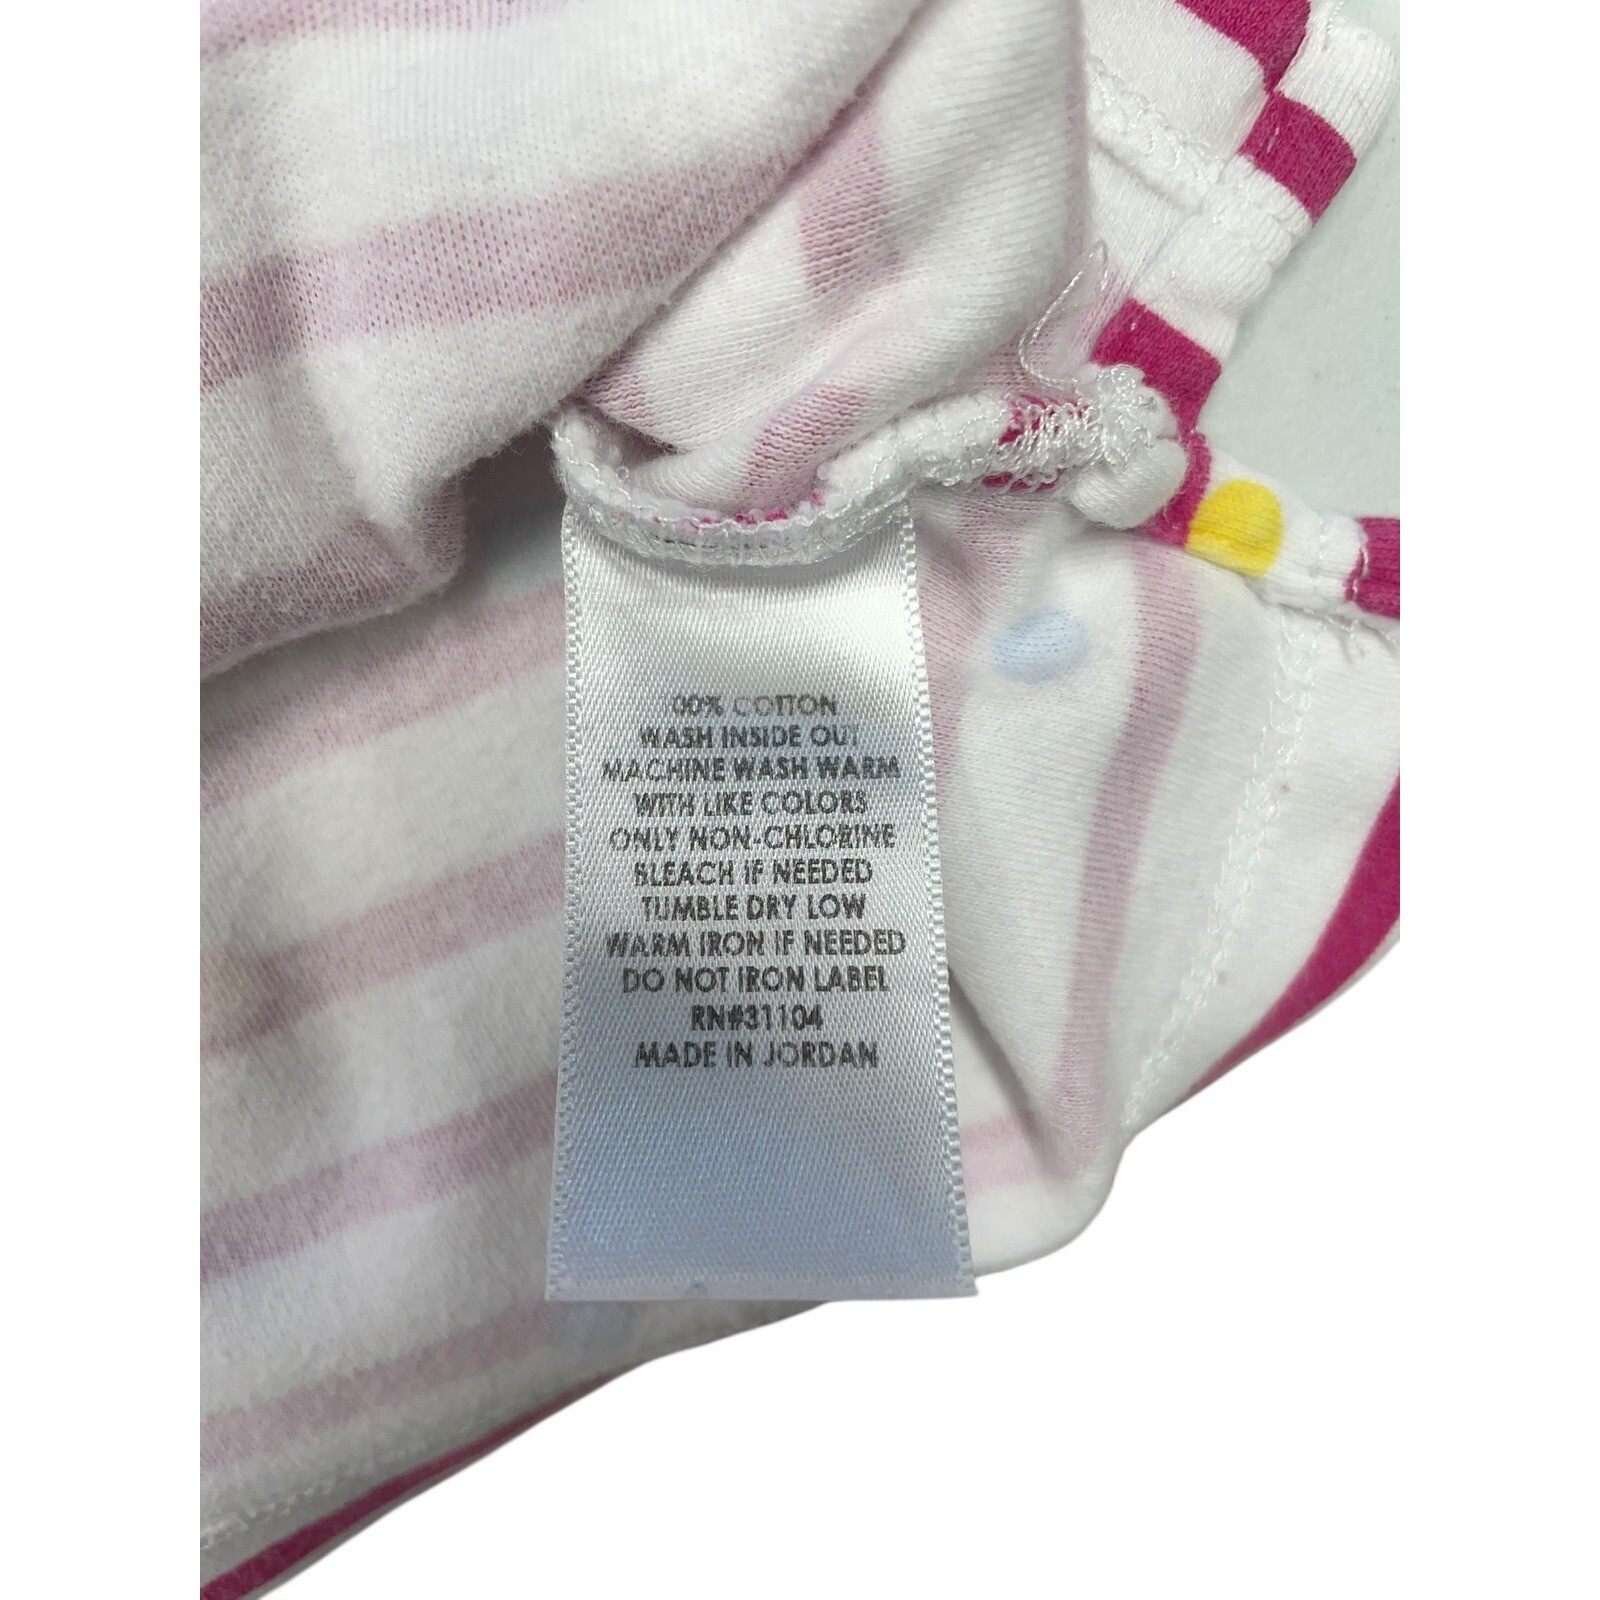 00% COTTON
WASH INSIDE OUT
MACHINE WASH WARM
WITH LIKE COLORS
ONLY NON-CHLORINE
BLEACH IF NEEDED
TUMBLE DRY LOW
WARM IRON IF NEEDED
DO NOT IRON LABEL
RN#31104
MADE IN JORDAN